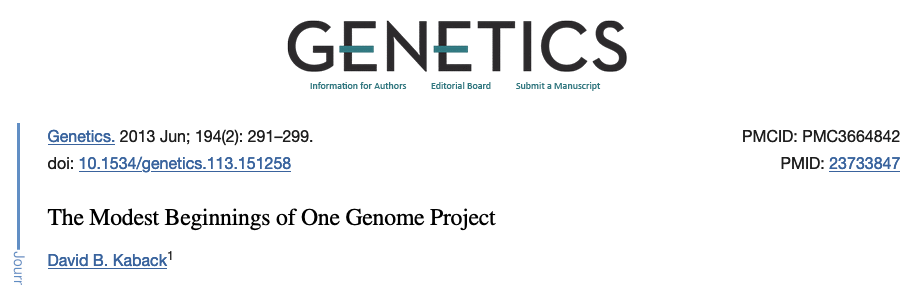 GENETICS
Information for Authors Editorial Board Submit a Manuscript
Genetics. 2013 Jun; 194(2): 291–299.
PMCID: PMC3664842
doi: 10.1534/genetics.113.151258
PMID: 23733847
The Modest Beginnings of One Genome Project
David B. Kaback1
Jourr